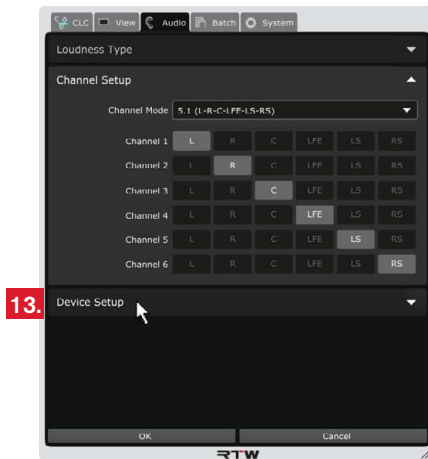 CLC View Audio Batch System
Loudness Type
Channel Setup
Channel Mode 5.1 (L-R-C-LFE-LS-RS)
Channel 1 L R C LFE LS RS
Channel 2 L R C LFE LS RS
Channel 3 L R C LFE LS RS
Channel 4 L R C LFE LS RS
Channel 5 L R C LFE LS RS
Channel 6 L R C LFE LS RS
13. Device Setup
OK Cancel
RTW